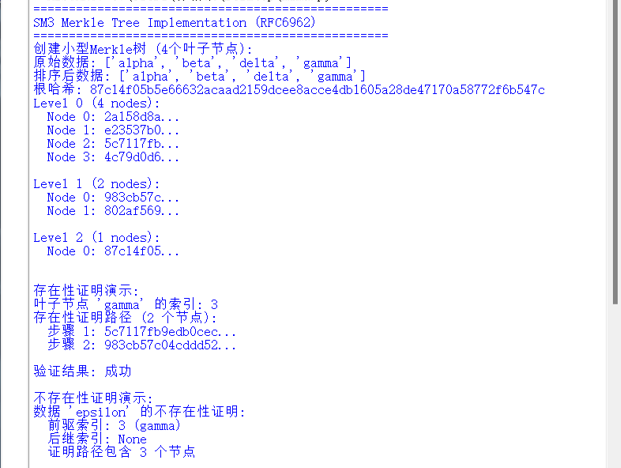 ==================================================
SM3 Merkle Tree Implementation (RFC6962)
==================================================
创建小型Merkle树 (4个叶子节点):
原始数据: ['alpha', 'beta', 'delta', 'gamma']
排序后数据: ['alpha', 'beta', 'delta', 'gamma']
根哈希: 87c14f05b5e66632acaad2159dcee8acce4db1605a28de47170a58772f6b547c
Level 0 (4 nodes):
  Node 0: 2a158d8a...
  Node 1: e23537b0...
  Node 2: 5c7117fb...
  Node 3: 4c79d0d6...
Level 1 (2 nodes):
  Node 0: 983cb57c...
  Node 1: 802af569...
Level 2 (1 nodes):
  Node 0: 87c14f05...
存在性证明演示:
叶子节点 'gamma' 的索引: 3
存在性证明路径 (2 个节点):
  步骤 1: 5c7117fb9edb0cec...
  步骤 2: 983cb57c04cddd52...
验证结果: 成功
不存在性证明演示:
数据 'epsilon' 的不存在性证明:
  前驱索引: 3 (gamma)
  后继索引: None
  证明路径包含 3 个节点